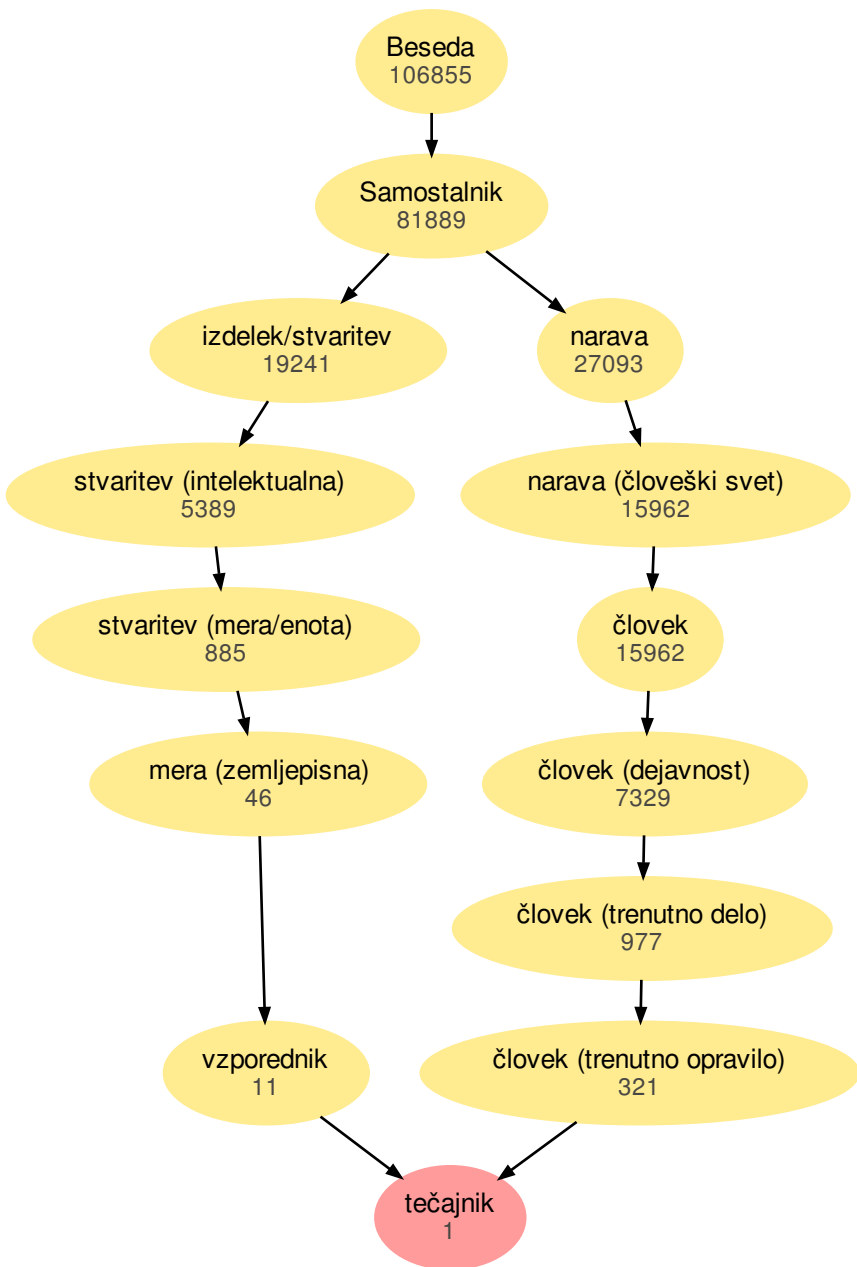 Beseda
106855
Samostalnik
81889
izdelek/stvaritev
19241
narava
27093
stvaritev (intelektualna)
5389
narava (človeški svet)
15962
stvaritev (mera/enota)
885
človek
15962
mera (zemljepisna)
46
človek (dejavnost)
7329
človek (trenutno delo)
977
vzporednik
11
človek (trenutno opravilo)
321
tečajnik
1